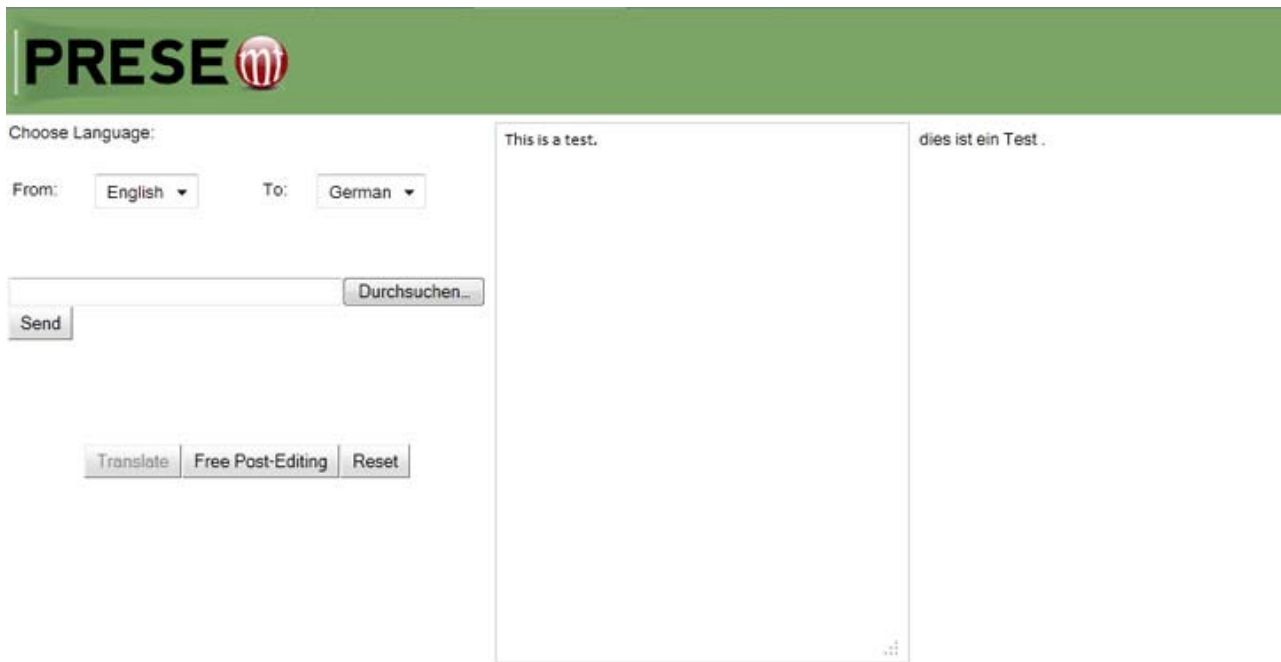 PRESEmt
Choose Language:
From: English To: German
Durchsuchen...
Send
Translate Free Post-Editing Reset
This is a test.
dies ist ein Test .